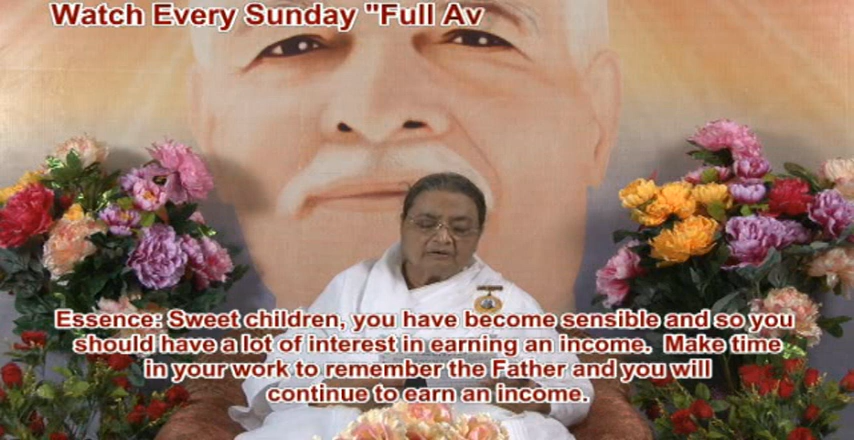 Watch Every Sunday "Full Av
Essence: Sweet children, you have become sensible and so you
should have a lot of interest in earning an income. Make time
in your work to remember the Father and you will
continue to earn an income.